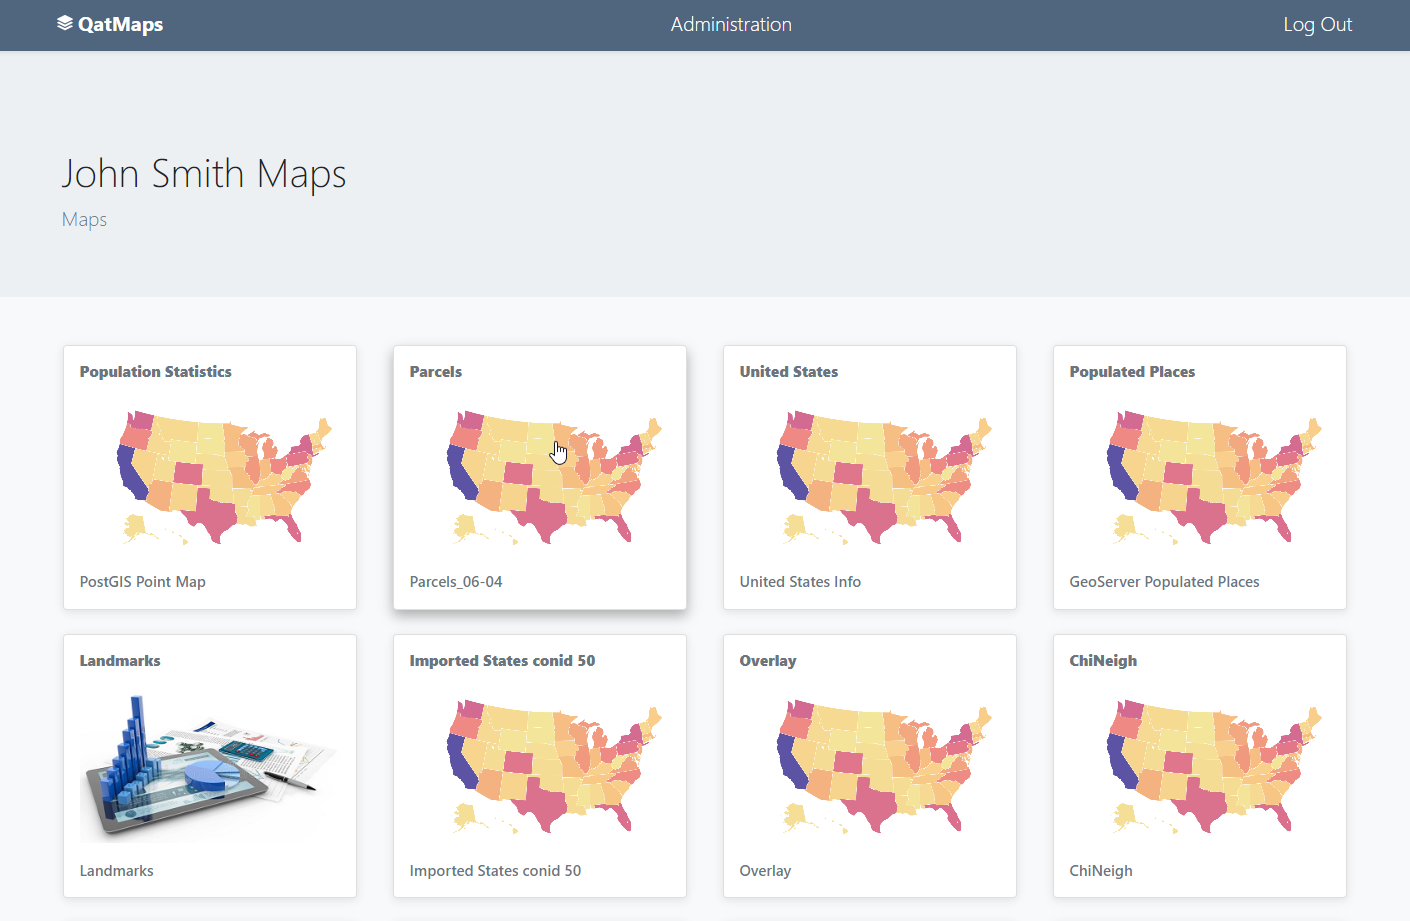 QatMaps
Administration
Log Out
John Smith Maps
Maps
Population Statistics
PostGIS Point Map
Parcels
Parcels_06-04
United States
United States Info
Populated Places
GeoServer Populated Places
Landmarks
Landmarks
Imported States conid 50
Imported States conid 50
Overlay
Overlay
ChiNeigh
ChiNeigh